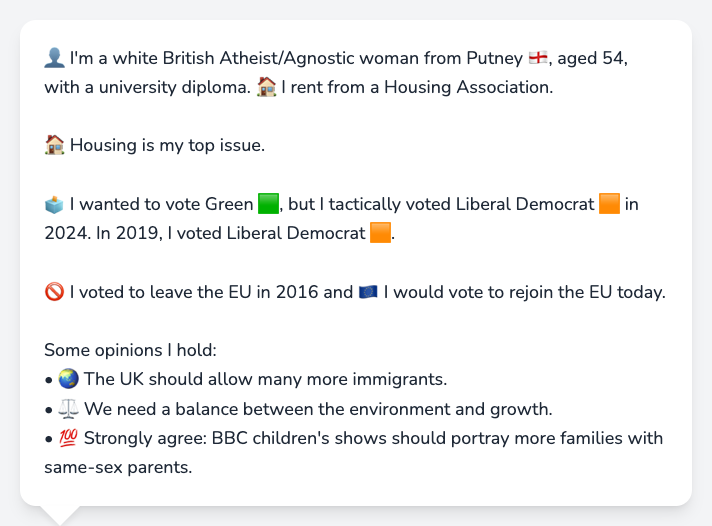 👤 I'm a white British Atheist/Agnostic woman from Putney 🏴󠁧󠁢󠁥󠁮󠁧󠁿, aged 54,
with a university diploma. 🏠 I rent from a Housing Association.
🏠 Housing is my top issue.
🗳️ I wanted to vote Green 🟩, but I tactically voted Liberal Democrat 🟧 in
2024. In 2019, I voted Liberal Democrat 🟧.
🚫 I voted to leave the EU in 2016 and 🇪🇺 I would vote to rejoin the EU today.
Some opinions I hold:
• 🌏 The UK should allow many more immigrants.
• ⚖️ We need a balance between the environment and growth.
• 💯 Strongly agree: BBC children's shows should portray more families with
same-sex parents.